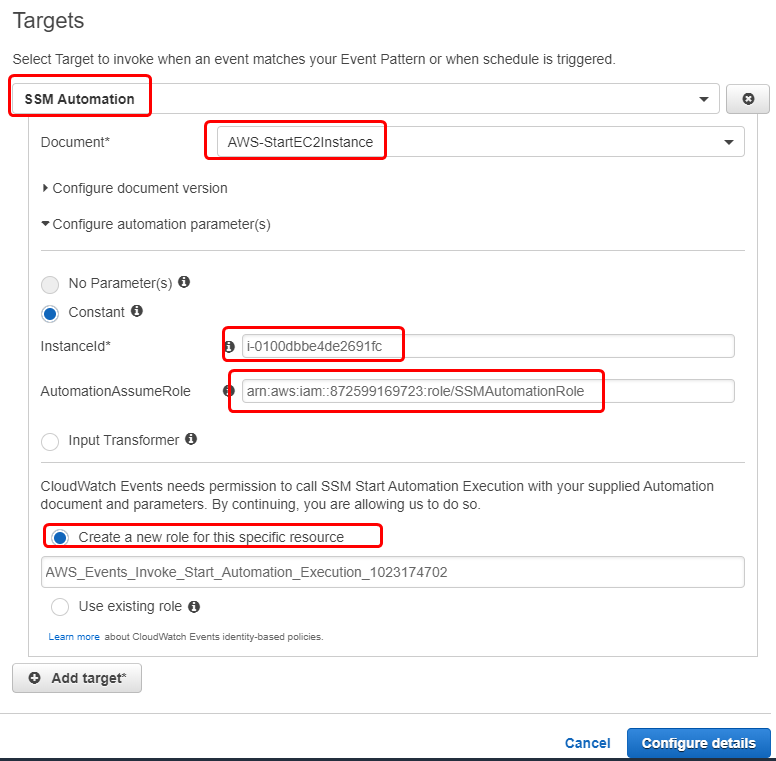 Targets
Select Target to invoke when an event matches your Event Pattern or when schedule is triggered.
SSM Automation
Document*
AWS-StartEC2Instance
Configure document version
Configure automation parameter(s)
No Parameter(s)
Constant
InstanceId*
i-0100dbbe4de2691fc
AutomationAssumeRole
arn:aws:iam::872599169723:role/SSMAutomationRole
Input Transformer
CloudWatch Events needs permission to call SSM Start Automation Execution with your supplied Automation
document and parameters. By continuing, you are allowing us to do so.
Create a new role for this specific resource
AWS_Events_Invoke_Start_Automation_Execution_1023174702
Use existing role
Learn more about CloudWatch Events identity-based policies.
Add target*
Cancel
Configure details